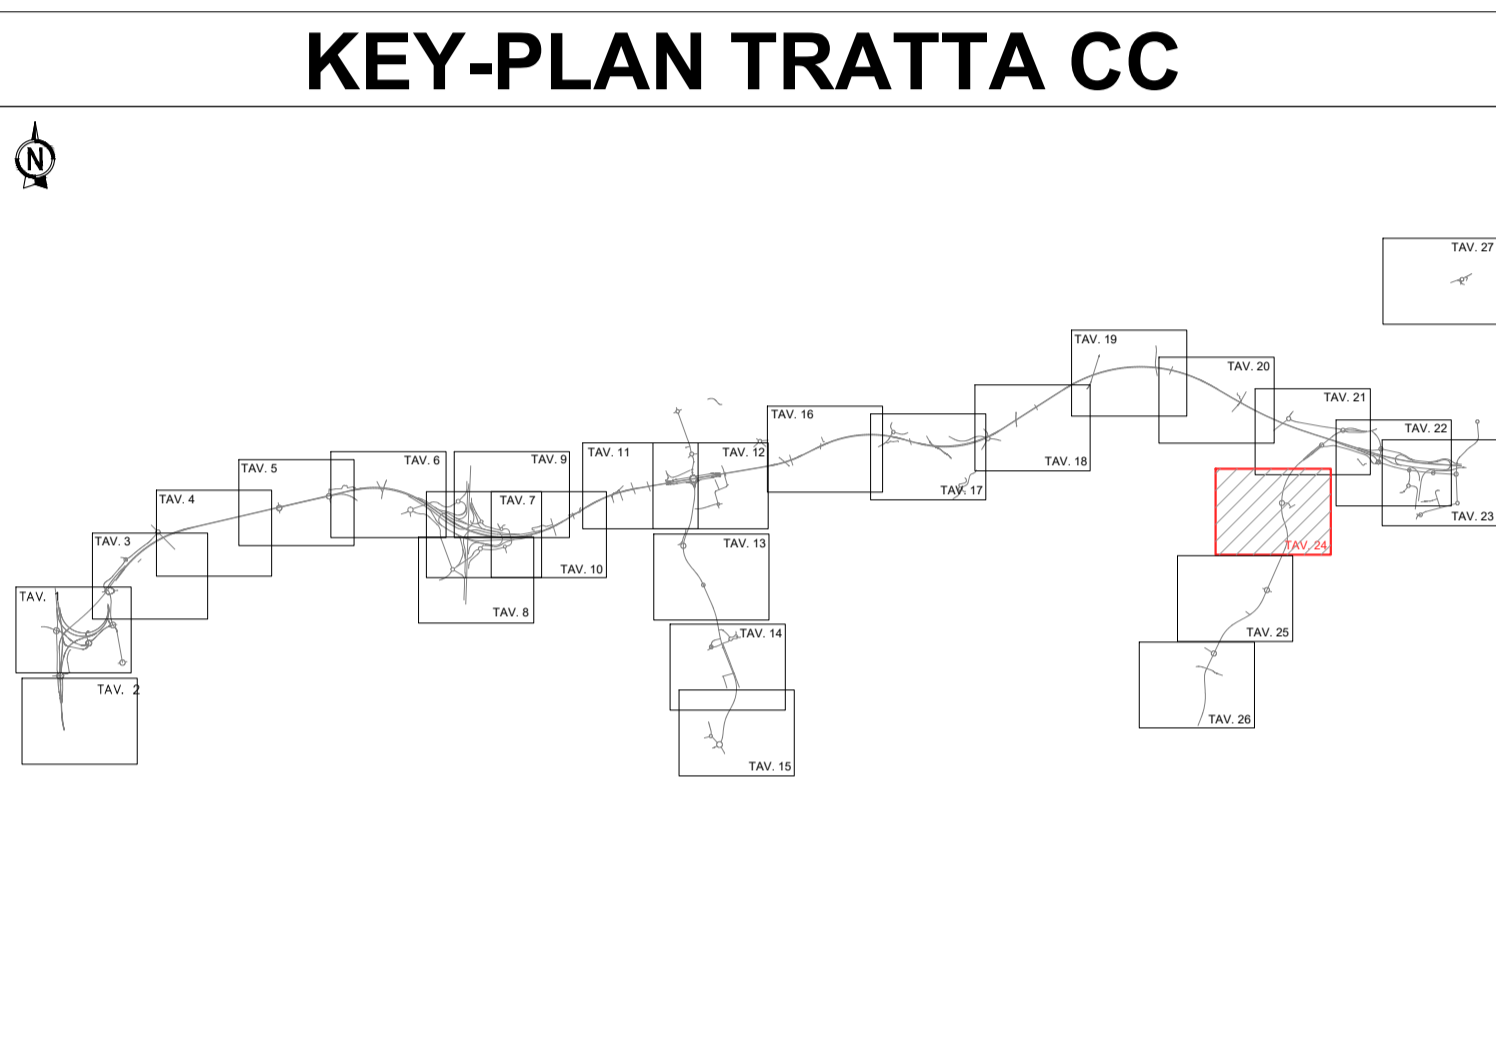 KEY-PLAN TRATTA CC
N
TAV. 27
TAV. 19
TAV. 20
TAV. 21
TAV. 16
TAV. 22
TAV. 11
TAV. 12
TAV. 6
TAV. 9
TAV. 18
TAV. 5
TAV. 17
TAV. 4
TAV. 7
TAV. 23
TAV. 3
TAV. 13
TAV. 24
TAV. 10
TAV. 1
TAV. 8
TAV. 14
TAV. 25
TAV. 2
TAV. 26
TAV. 15